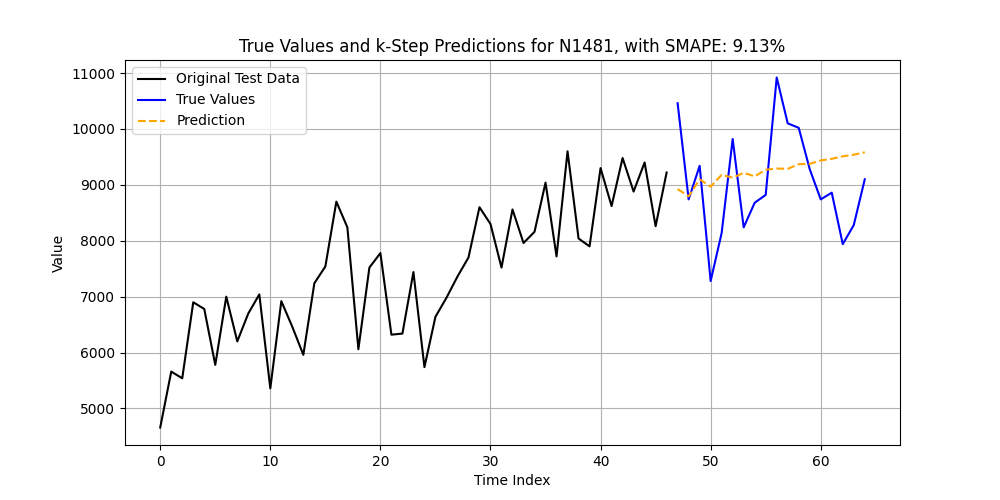 True Values and k-Step Predictions for N1481, with SMAPE: 9.13%
Original Test Data
True Values
Prediction
11000
10000
9000
8000
7000
6000
5000
Value
0 10 20 30 40 50 60
Time Index